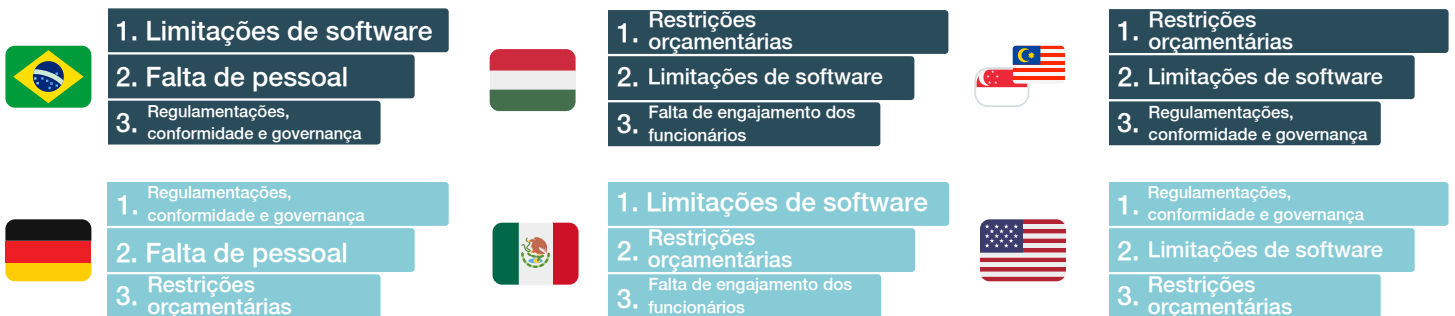 1. Limitações de software
2. Falta de pessoal
3. Regulamentações,
conformidade e governança
1. Restrições
orçamentárias
2. Limitações de software
3. Falta de engajamento dos
funcionários
1. Restrições
orçamentárias
2. Limitações de software
3. Regulamentações,
conformidade e governança
1. Regulamentações,
conformidade e governança
2. Falta de pessoal
3. Restrições
orçamentárias
1. Limitações de software
2. Restrições
orçamentárias
3. Falta de engajamento dos
funcionários
1. Regulamentações,
conformidade e governança
2. Limitações de software
3. Restrições
orçamentárias